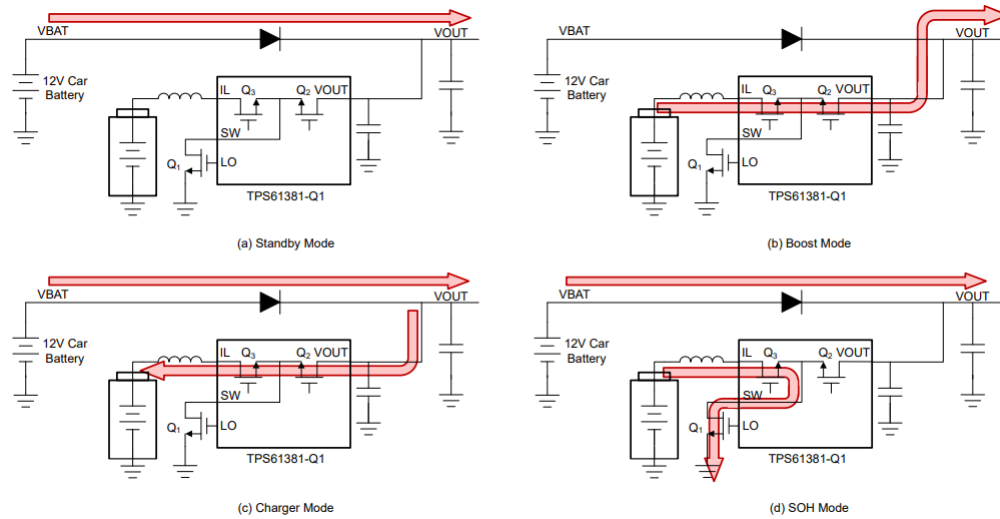 VBAT
VOUT
12V Car
Battery
IL
Q3
Q2
VOUT
SW
Q1
LO
TPS61381-Q1
(a) Standby Mode
VBAT
VOUT
12V Car
Battery
IL
Q3
Q2
VOUT
SW
Q1
LO
TPS61381-Q1
(b) Boost Mode
VBAT
VOUT
12V Car
Battery
IL
Q3
Q2
VOUT
SW
Q1
LO
TPS61381-Q1
(c) Charger Mode
VBAT
VOUT
12V Car
Battery
IL
Q3
Q2
VOUT
SW
Q1
LO
TPS61381-Q1
(d) SOH Mode